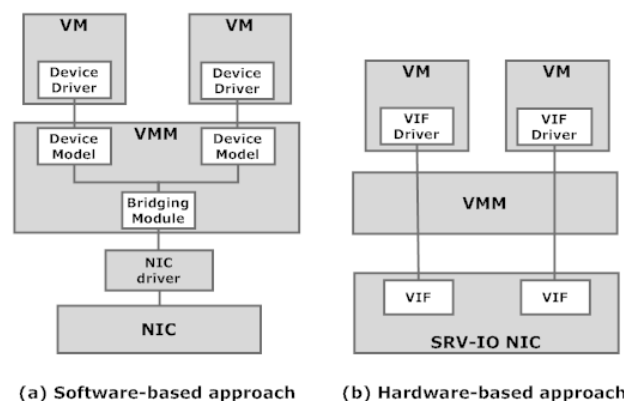 VM
VM
Device
Driver
Device
Driver
VMM
Device
Model
Device
Model
Bridging
Module
NIC
driver
NIC
(a) Software-based approach
VM
VM
VIF
Driver
VIF
Driver
VMM
VIF
VIF
SRV-IO NIC
(b) Hardware-based approach